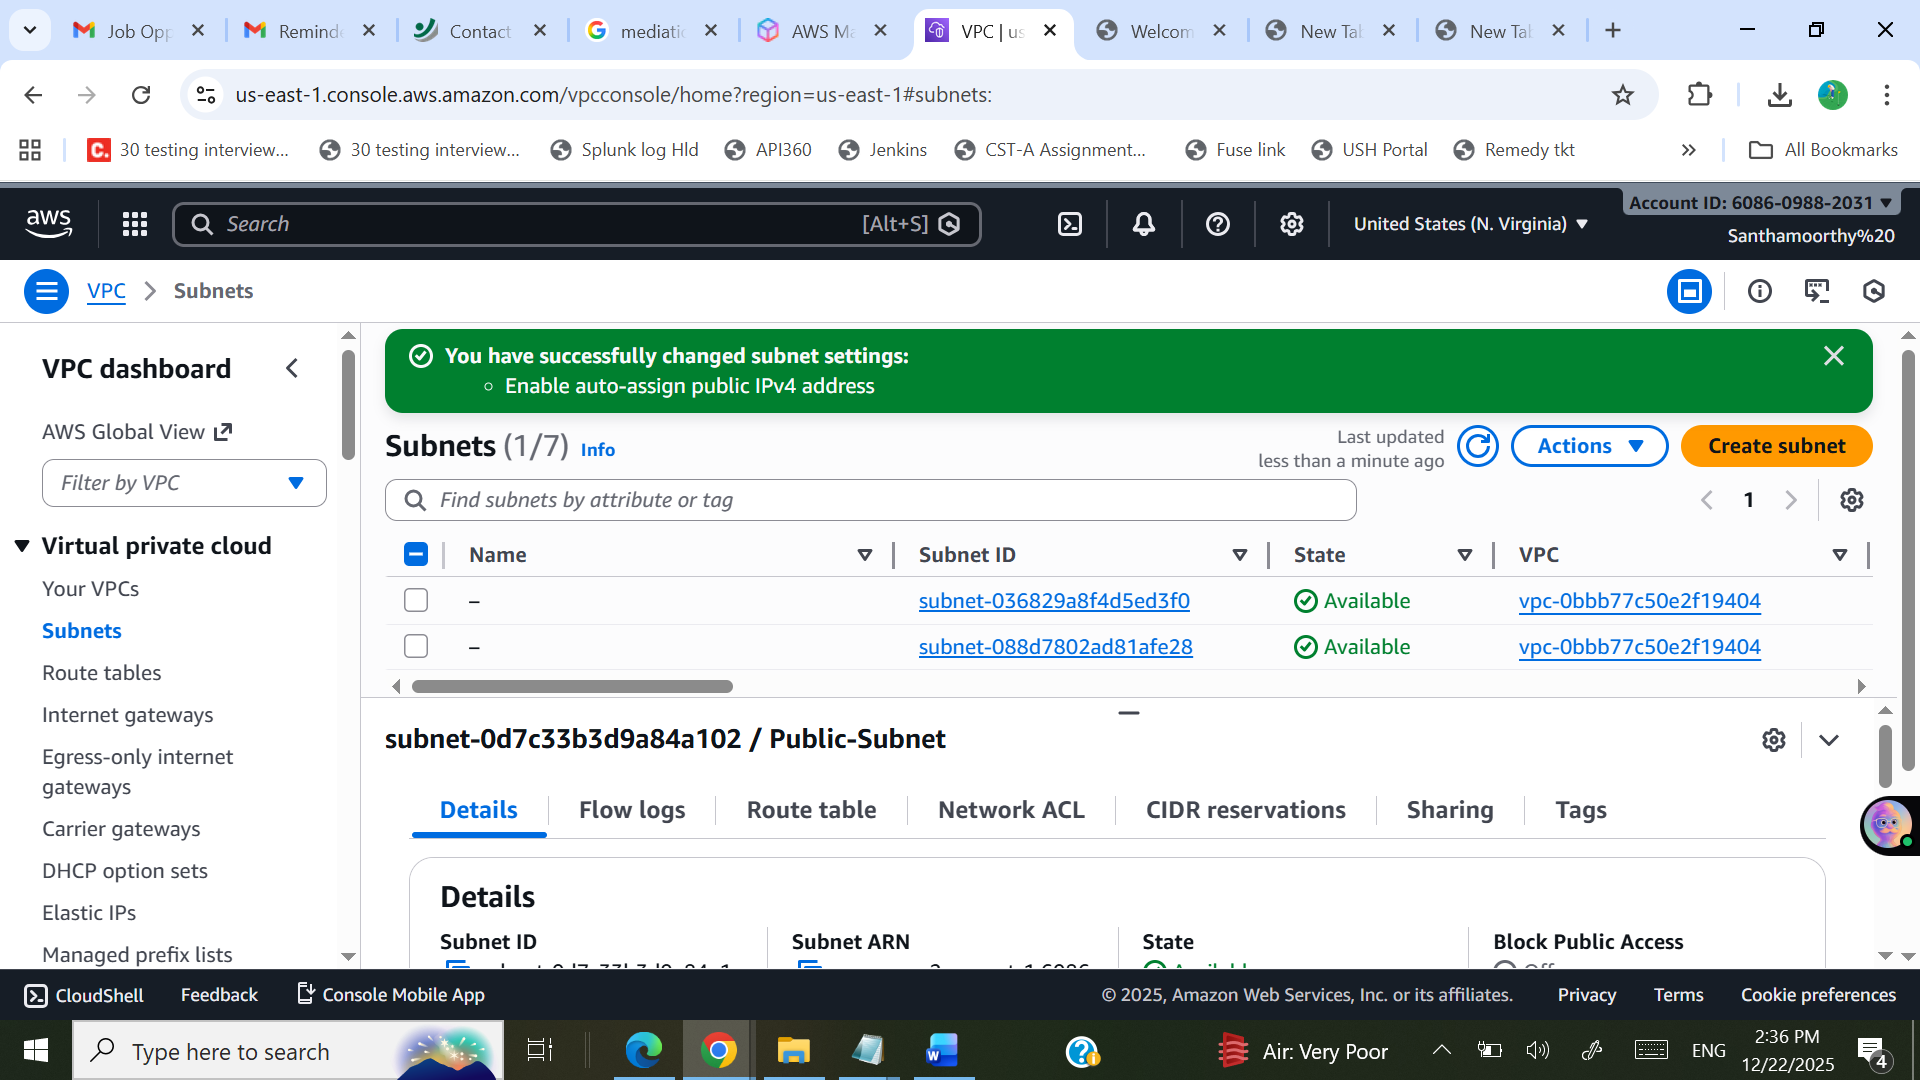 Job Opp
Reminde
Contact
mediatio
AWS Ma
VPC | us
Welcom
New Tab
New Tab
us-east-1.console.aws.amazon.com/vpcconsole/home?region=us-east-1#subnets:
30 testing interview...
30 testing interview...
Splunk log Hld
API360
Jenkins
CST-A Assignment...
Fuse link
USH Portal
Remedy tkt
»
All Bookmarks
aws
Search
[Alt+S]
United States (N. Virginia)
Account ID: 6086-0988-2031
Santhamoorthy%20
VPC
Subnets
VPC dashboard
AWS Global View
Filter by VPC
Virtual private cloud
Your VPCs
Subnets
Route tables
Internet gateways
Egress-only internet
gateways
Carrier gateways
DHCP option sets
Elastic IPs
Managed prefix lists
You have successfully changed subnet settings:
Enable auto-assign public IPv4 address
Subnets (1/7) Info
Last updated
less than a minute ago
Actions
Create subnet
Find subnets by attribute or tag
1
Name
Subnet ID
State
VPC
– subnet-036829a8f4d5ed3f0 Available vpc-0bbb77c50e2f19404
– subnet-088d7802ad81afe28 Available vpc-0bbb77c50e2f19404
subnet-0d7c33b3d9a84a102 / Public-Subnet
Details
Flow logs
Route table
Network ACL
CIDR reservations
Sharing
Tags
Details
Subnet ID
Subnet ARN
State
Block Public Access
CloudShell
Feedback
Console Mobile App
© 2025, Amazon Web Services, Inc. or its affiliates.
Privacy
Terms
Cookie preferences
Type here to search
Air: Very Poor
ENG
2:36 PM
12/22/2025
4